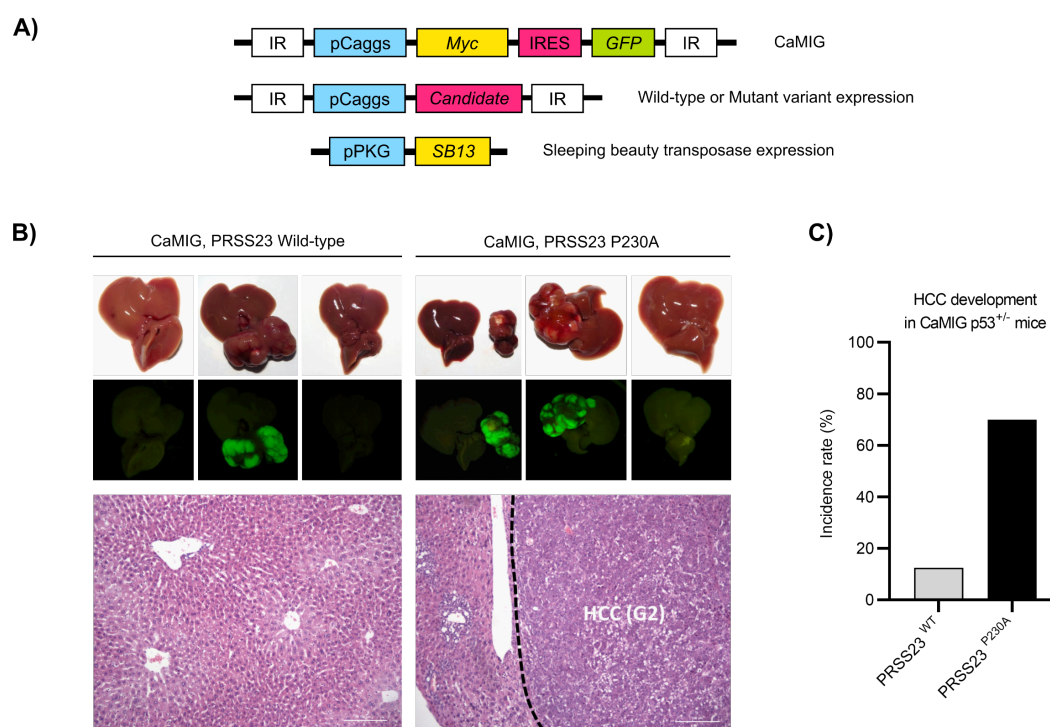 A)
IR pCaggs Myc IRES GFP IR CaMIG
IR pCaggs Candidate IR Wild-type or Mutant variant expression
pPKG SB13 Sleeping beauty transposase expression
B)
CaMIG, PRSS23 Wild-type CaMIG, PRSS23 P230A
HCC (G2)
C)
HCC development
in CaMIG p53+/- mice
Incidence rate (%)
100
80
60
40
20
0
PRSS23 WT
PRSS23 P230A